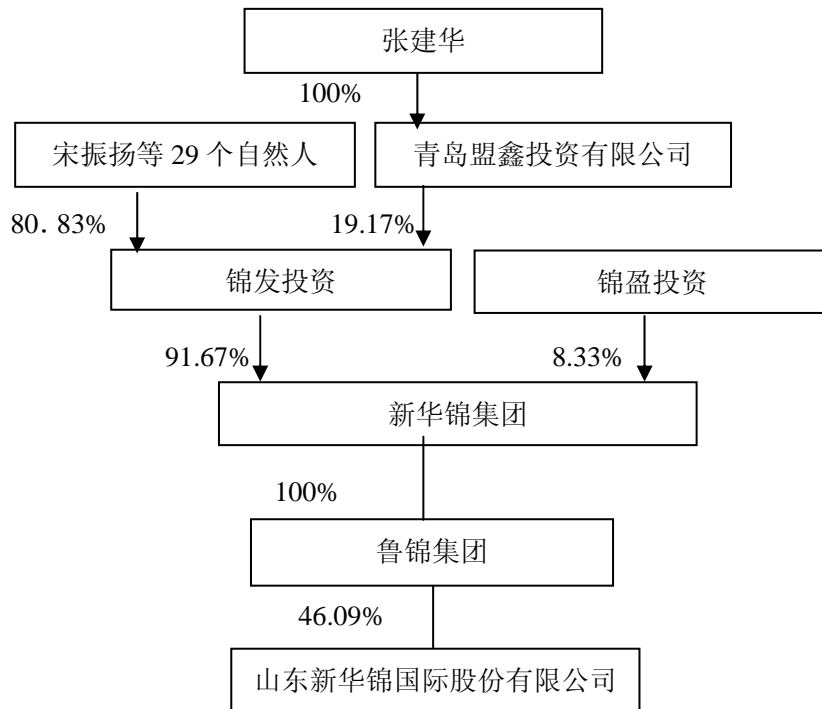 张建华
100%
宋振扬等 29 个自然人
青岛盟鑫投资有限公司
80．83%
19.17%
锦发投资
锦盈投资
91.67%
8.33%
新华锦集团
100%
鲁锦集团
46.09%
山东新华锦国际股份有限公司